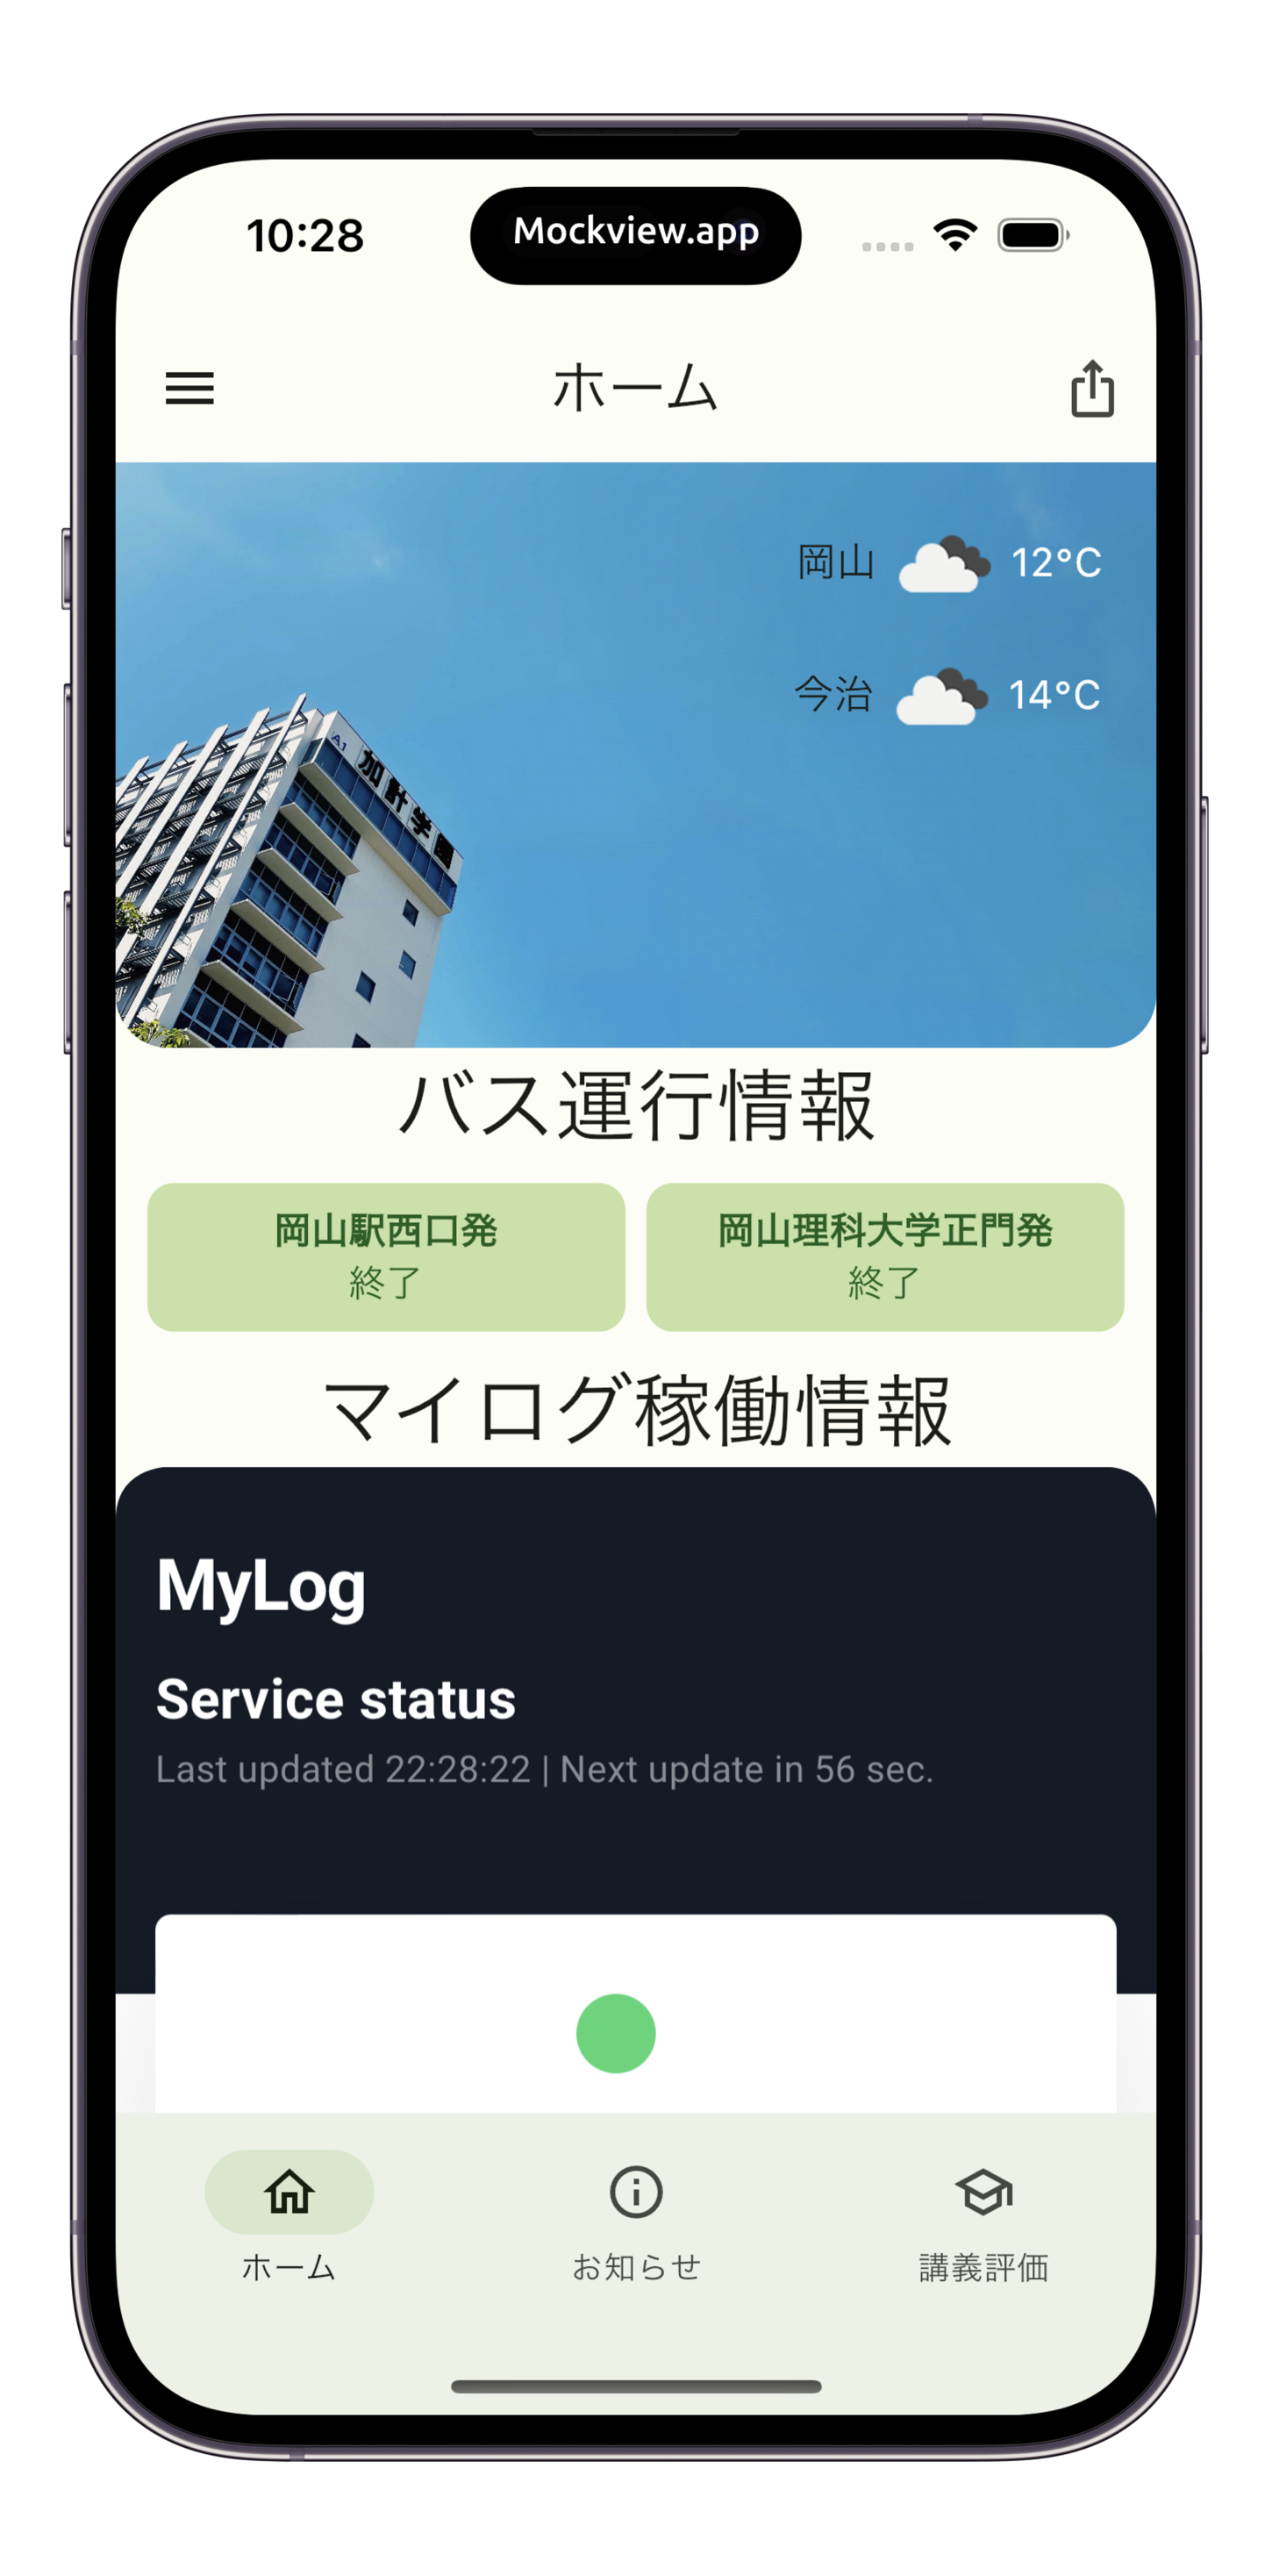 10:28
Mockview.app
ホーム
岡山 12°C
今治 14°C
A1 加計学園
バス運行情報
岡山駅西口発
終了
岡山理科大学正門発
終了
マイログ稼働情報
MyLog
Service status
Last updated 22:28:22 | Next update in 56 sec.
ホーム
お知らせ
講義評価